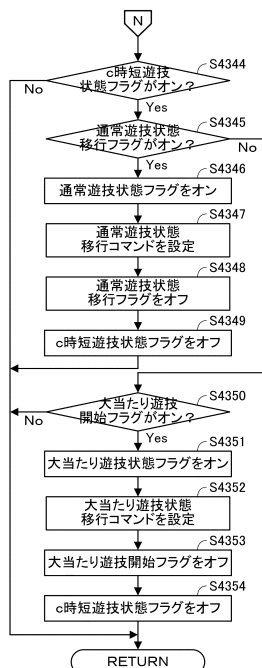 N
c時短遊技
状態フラグがオン？
S4344
No
Yes
通常遊技状態
移行フラグがオン？
S4345
No
Yes
S4346
通常遊技状態フラグをオン
S4347
通常遊技状態
移行コマンドを設定
S4348
通常遊技状態
移行フラグをオフ
S4349
c時短遊技状態フラグをオフ
S4350
大当たり遊技
開始フラグがオン？
No
Yes
S4351
大当たり遊技状態フラグをオン
S4352
大当たり遊技状態
移行コマンドを設定
S4353
大当たり遊技開始フラグをオフ
S4354
c時短遊技状態フラグをオフ
RETURN